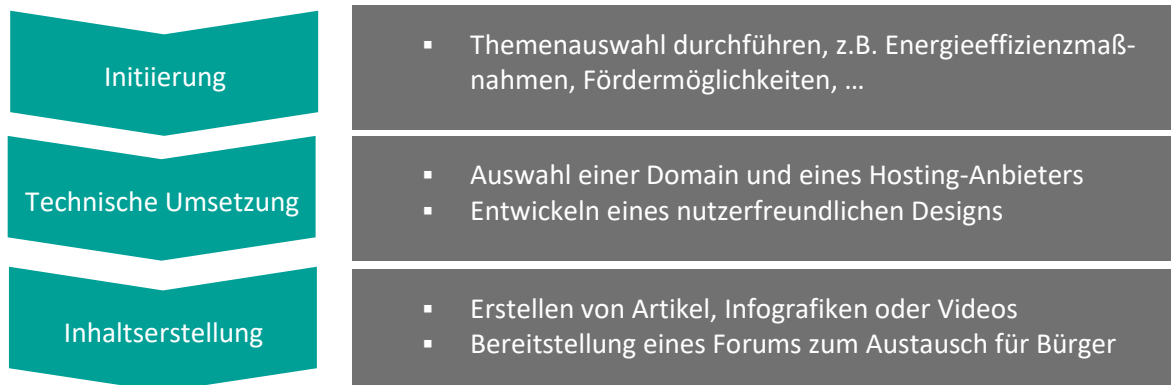 Initiierung
▪ Themenauswahl durchführen, z.B. Energieeffizienzmaß-
nahmen, Fördermöglichkeiten, …
Technische Umsetzung
▪ Auswahl einer Domain und eines Hosting-Anbieters
▪ Entwickeln eines nutzerfreundlichen Designs
Inhaltserstellung
▪ Erstellen von Artikel, Infografiken oder Videos
▪ Bereitstellung eines Forums zum Austausch für Bürger